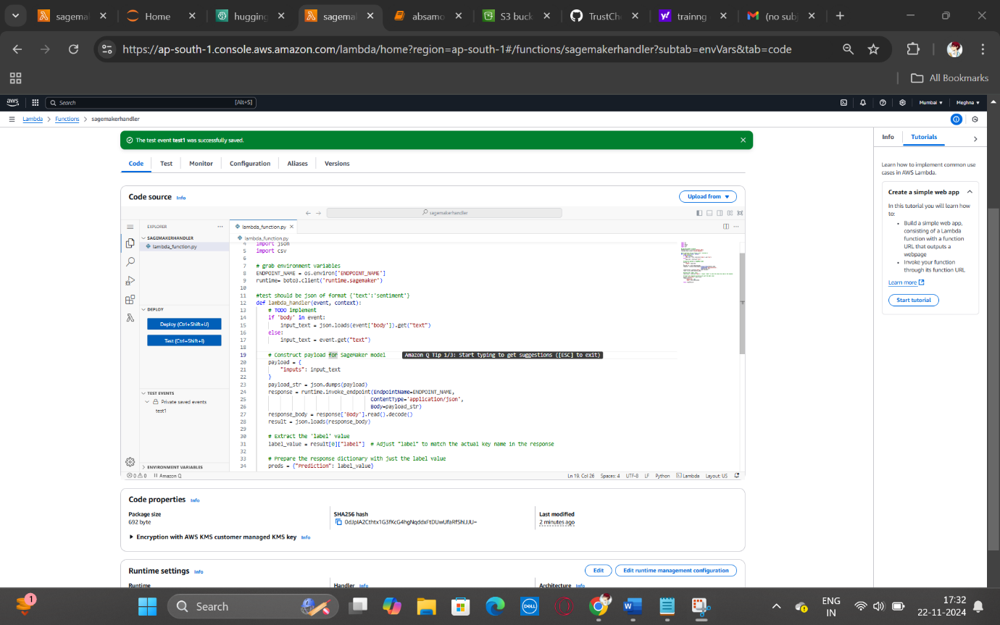 sagemak
Home
hugging
sagemak
absamo
S3 buck
TrustCh
trainng
(no subj
https://ap-south-1.console.aws.amazon.com/lambda/home?region=ap-south-1#/functions/sagemakerhandler?subtab=envVars&tab=code
All Bookmarks
aws
Search
[Alt+S]
Mumbai
Meghna
Lambda > Functions > sagemakerhandler
The test event test1 was successfully saved.
Code
Test
Monitor
Configuration
Aliases
Versions
Code source Info
Upload from
sagemakerhandler
EXPLORER
SAGEMAKERHANDLER
lambda_function.py
DEPLOY
Deploy (Ctrl+Shift+U)
Test (Ctrl+Shift+I)
TEST EVENTS
Private saved events
test1
ENVIRONMENT VARIABLES
lambda_function.py
lambda_function.py
4 import json
5 import csv
6
7 # grab environment variables
8 ENDPOINT_NAME = os.environ['ENDPOINT_NAME']
9 runtime= boto3.client('runtime.sagemaker')
10
11 #test should be json of format {'text':'sentiment'}
12 def lambda_handler(event, context):
13 # TODO implement
14 if 'body' in event:
15 input_text = json.loads(event['body']).get("text")
16 else:
17 input_text = event.get("text")
18
19 # Construct payload for SageMaker model Amazon Q Tip 1/3: Start typing to get suggestions ([ESC] to exit)
20 payload = {
21 "inputs": input_text
22 }
23 payload_str = json.dumps(payload)
24 response = runtime.invoke_endpoint(EndpointName=ENDPOINT_NAME,
25 ContentType='application/json',
26 Body=payload_str)
27 response_body = response['Body'].read().decode()
28 result = json.loads(response_body)
29
30 # Extract the 'label' value
31 label_value = result[0]["label"] # Adjust "label" to match the actual key name in the response
32
33 # Prepare the response dictionary with just the label value
34 preds = {"Prediction": label_value}
0 0 Amazon Q
Ln 19, Col 26 Spaces: 4 UTF-8 LF Python Lambda Layout: US
Code properties Info
Package size
692 byte
SHA256 hash
Last modified
2 minutes ago
Encryption with AWS KMS customer managed KMS key Info
Runtime settings Info
Edit
Edit runtime management configuration
Runtime
Handler Info
Architecture Info
Info
Tutorials
Learn how to implement common use
cases in AWS Lambda.
Create a simple web app
In this tutorial you will learn how
to:
• Build a simple web app,
consisting of a Lambda
function with a function
URL that outputs a
webpage
• Invoke your function
through its function URL
Learn more
Start tutorial
1
Search
DELL
ENG
IN
17:32
22-11-2024